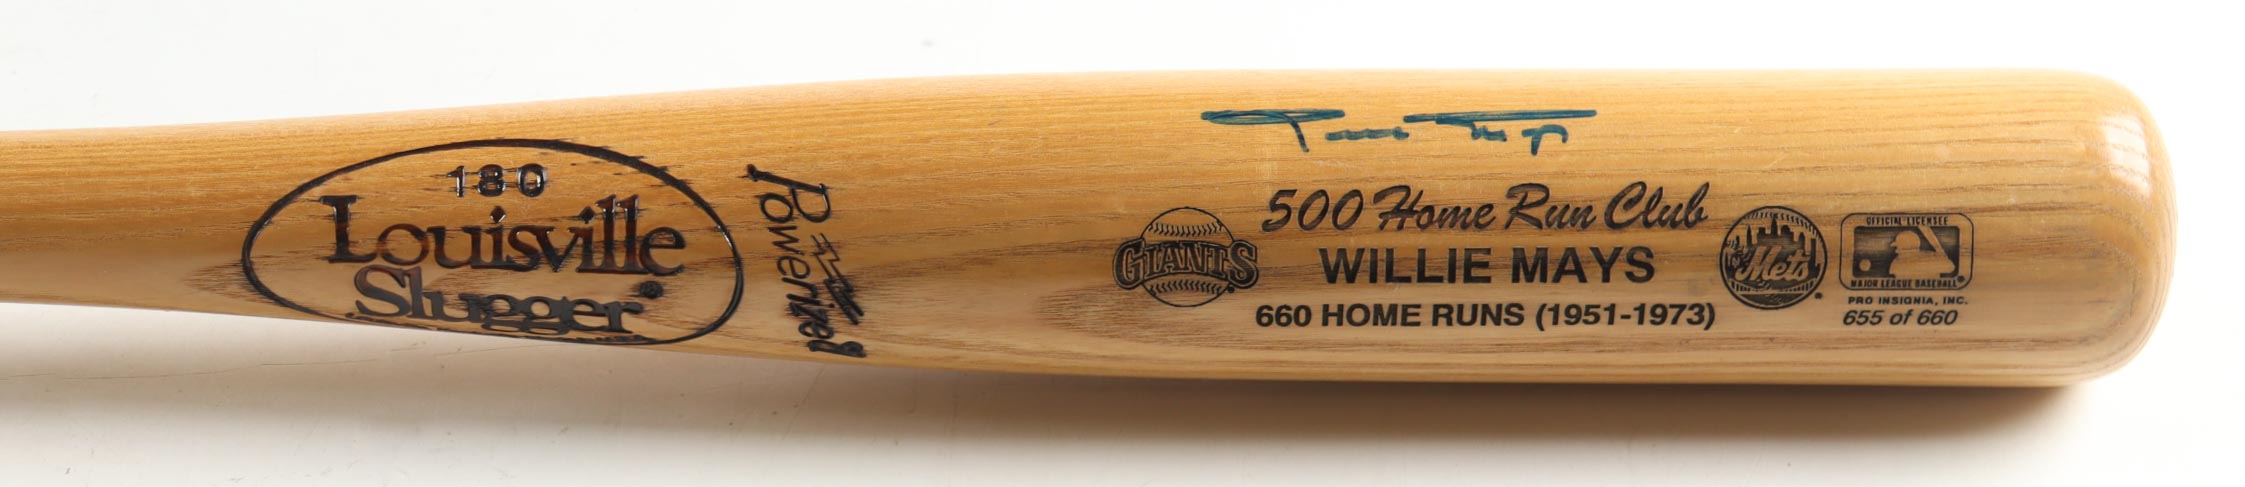 180
Louisville
Slugger®
Powerized
500 Home Run Club
GIANTS
WILLIE MAYS
660 HOME RUNS (1951-1973)
Mets
OFFICIAL LICENSEE
MAJOR LEAGUE BASEBALL®
PRO INSIGNIA, INC.
655 of 660